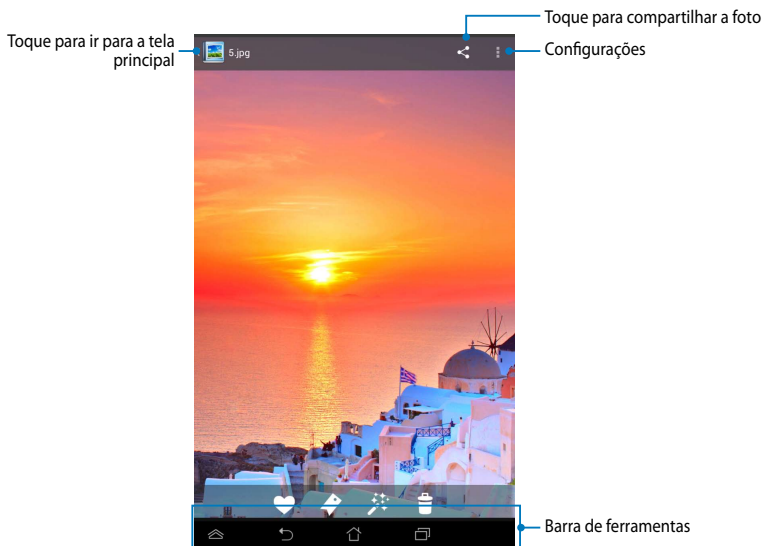 Toque para compartilhar a foto
Toque para ir para a tela
principal
5.jpg
Configurações
Barra de ferramentas